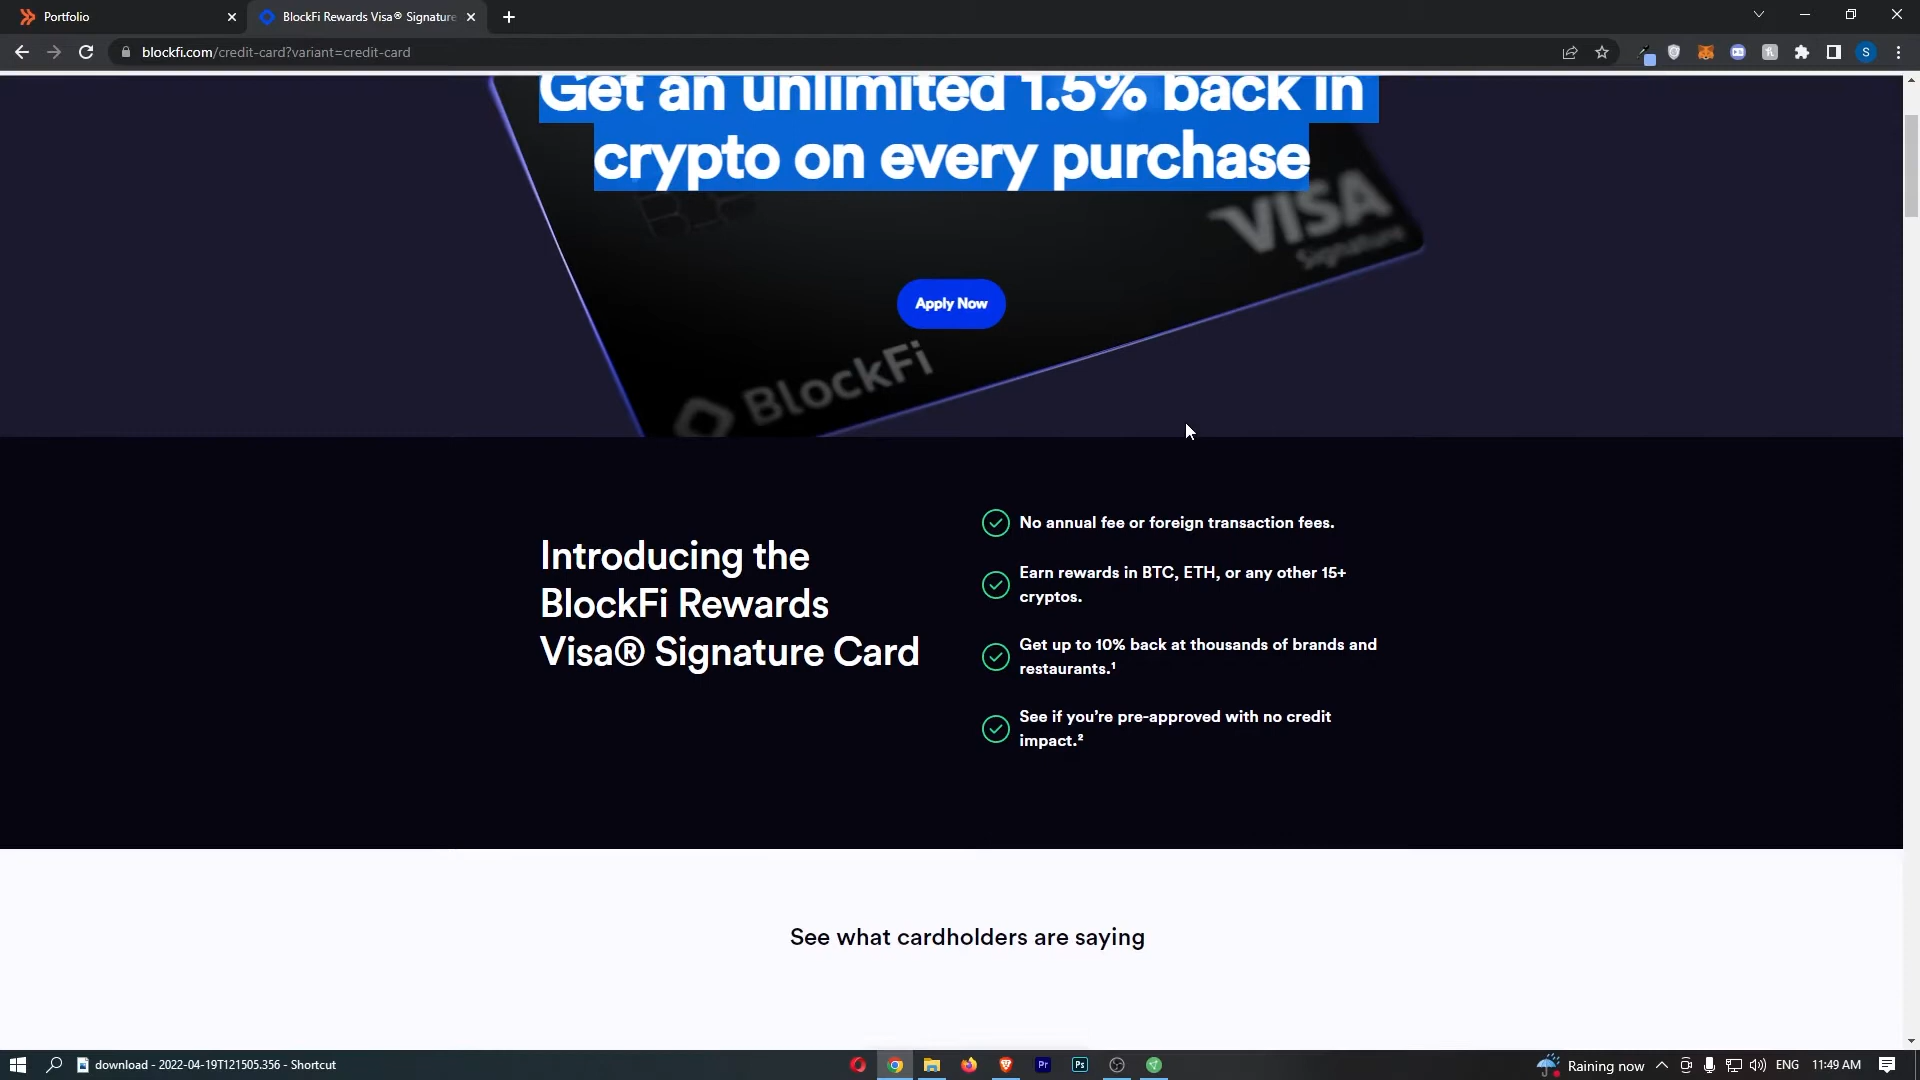 Portfolio
BlockFi Rewards Visa® Signature
blockfi.com/credit-card?variant=credit-card
S
Get an unlimited 1.5% back in
crypto on every purchase
VISA
Signature
Apply Now
BlockFi
Introducing the
BlockFi Rewards
Visa® Signature Card
No annual fee or foreign transaction fees.
Earn rewards in BTC, ETH, or any other 15+
cryptos.
Get up to 10% back at thousands of brands and
restaurants.¹
See if you’re pre-approved with no credit
impact.²
See what cardholders are saying
download - 2022-04-19T121505.356 - Shortcut
Pr
Ps
Raining now
ENG
11:49 AM